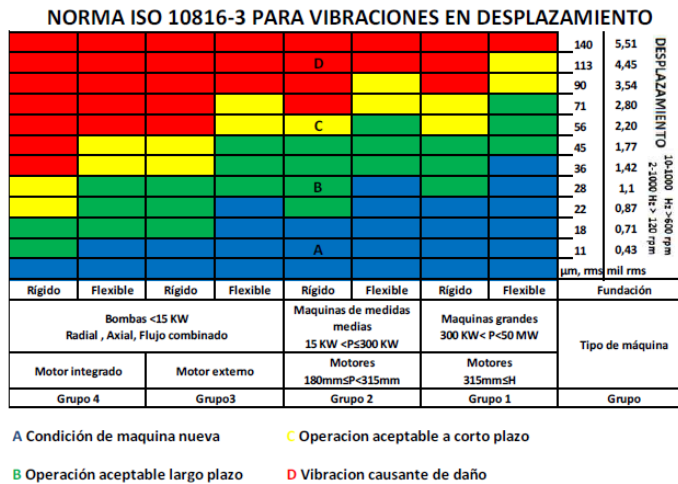 NORMA ISO 10816-3 PARA VIBRACIONES EN DESPLAZAMIENTO
140 5,51
D 113 4,45
90 3,54
71 2,80
C 56 2,20
45 1,77
36 1,42
B 28 1,1
22 0,87
18 0,71
A 11 0,43
µm, rms mil rms
DESPLAZAMIENTO
10-1000 Hz >600 rpm
2-1000 Hz > 120 rpm
Rígido Flexible Rígido Flexible Rígido Flexible Rígido Flexible Fundación
Bombas <15 KW
Radial , Axial, Flujo combinado
Maquinas de medidas
medias
15 KW <P≤300 KW
Maquinas grandes
300 KW< P<50 MW
Tipo de máquina
Motor integrado Motor externo
Motores
180mm≤P<315mm
Motores
315mm≤H
Grupo 4 Grupo3 Grupo 2 Grupo 1 Grupo
A Condición de maquina nueva C Operacion aceptable a corto plazo
B Operación aceptable largo plazo D Vibracion causante de daño